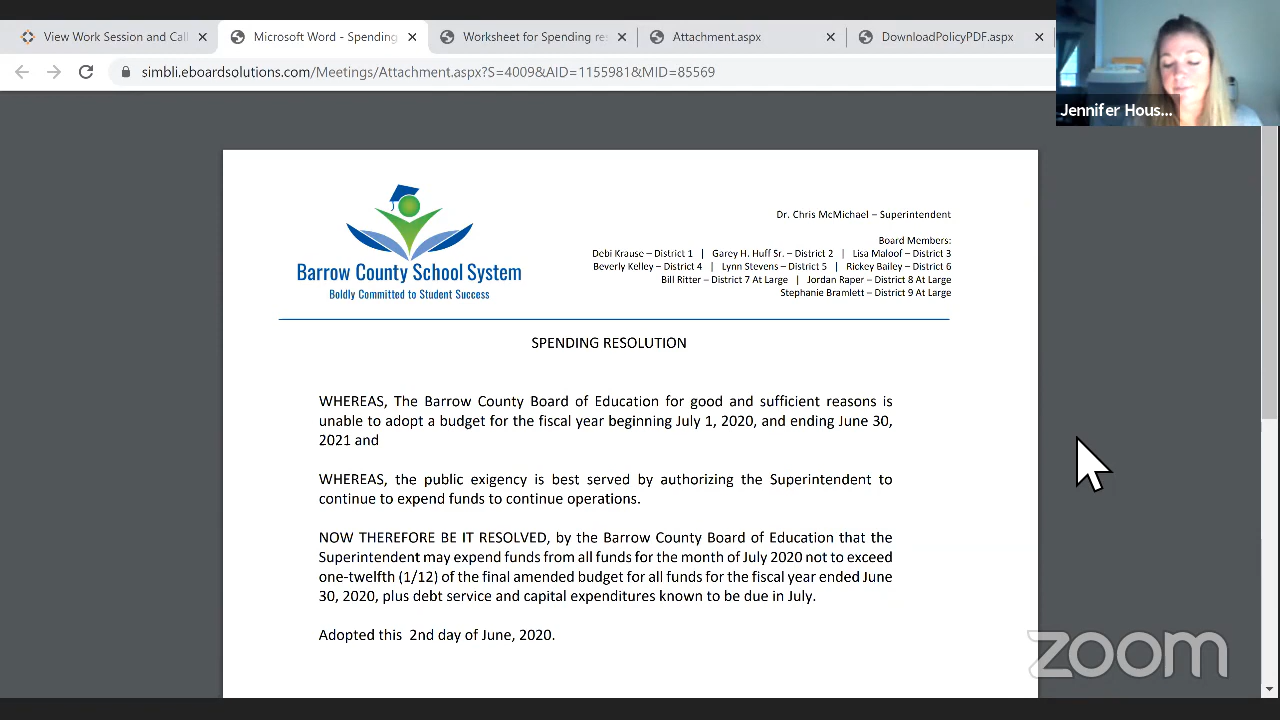 View Work Session and Call
Microsoft Word - Spending
Worksheet for Spending re
Attachment.aspx
DownloadPolicyPDF.aspx
simbli.eboardsolutions.com/Meetings/Attachment.aspx?S=4009&AID=1155981&MID=85569
Jennifer Hous...
Dr. Chris McMichael – Superintendent
Board Members:
Debi Krause – District 1 | Garey H. Huff Sr. – District 2 | Lisa Maloof – District 3
Beverly Kelley – District 4 | Lynn Stevens – District 5 | Rickey Bailey – District 6
Bill Ritter – District 7 At Large | Jordan Raper – District 8 At Large
Stephanie Bramlett – District 9 At Large
Barrow County School System
Boldly Committed to Student Success
SPENDING RESOLUTION
WHEREAS, The Barrow County Board of Education for good and sufficient reasons is
unable to adopt a budget for the fiscal year beginning July 1, 2020, and ending June 30,
2021 and
WHEREAS, the public exigency is best served by authorizing the Superintendent to
continue to expend funds to continue operations.
NOW THEREFORE BE IT RESOLVED, by the Barrow County Board of Education that the
Superintendent may expend funds from all funds for the month of July 2020 not to exceed
one-twelfth (1/12) of the final amended budget for all funds for the fiscal year ended June
30, 2020, plus debt service and capital expenditures known to be due in July.
Adopted this 2nd day of June, 2020.
zoom